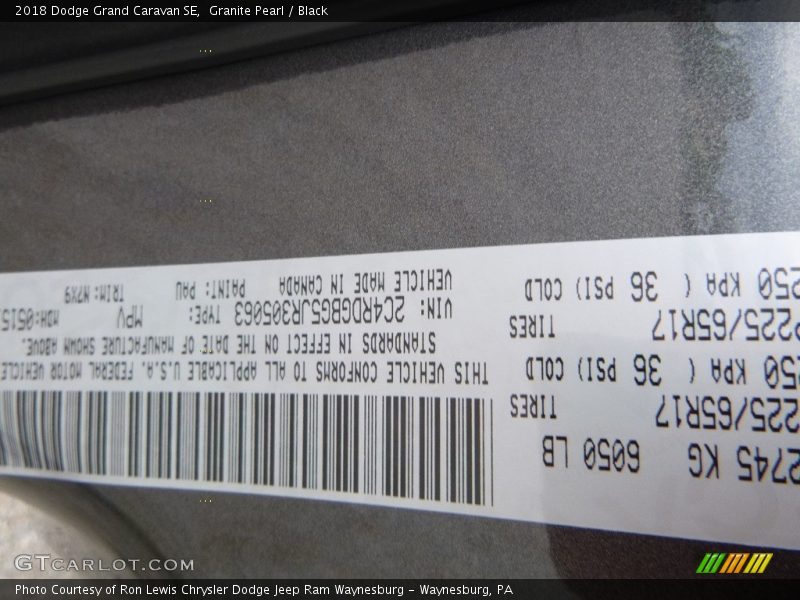 2018 Dodge Grand Caravan SE, Granite Pearl / Black
2745 KG 6050 LB
225/65R17 TIRES
250 KPA ( 36 PSI) COLD
P225/65R17 TIRES
250 KPA ( 36 PSI) COLD
THIS VEHICLE CONFORMS TO ALL APPLICABLE U.S.A. FEDERAL MOTOR VEHICLE
STANDARDS IN EFFECT ON THE DATE OF MANUFACTURE SHOWN ABOVE.
VIN: 2C4RDGBG5JR305063 TYPE: MPV MDH:05151
VEHICLE MADE IN CANADA PAINT: PAU TRIM:N7X9
GTCARLOT.COM
Photo Courtesy of Ron Lewis Chrysler Dodge Jeep Ram Waynesburg – Waynesburg, PA